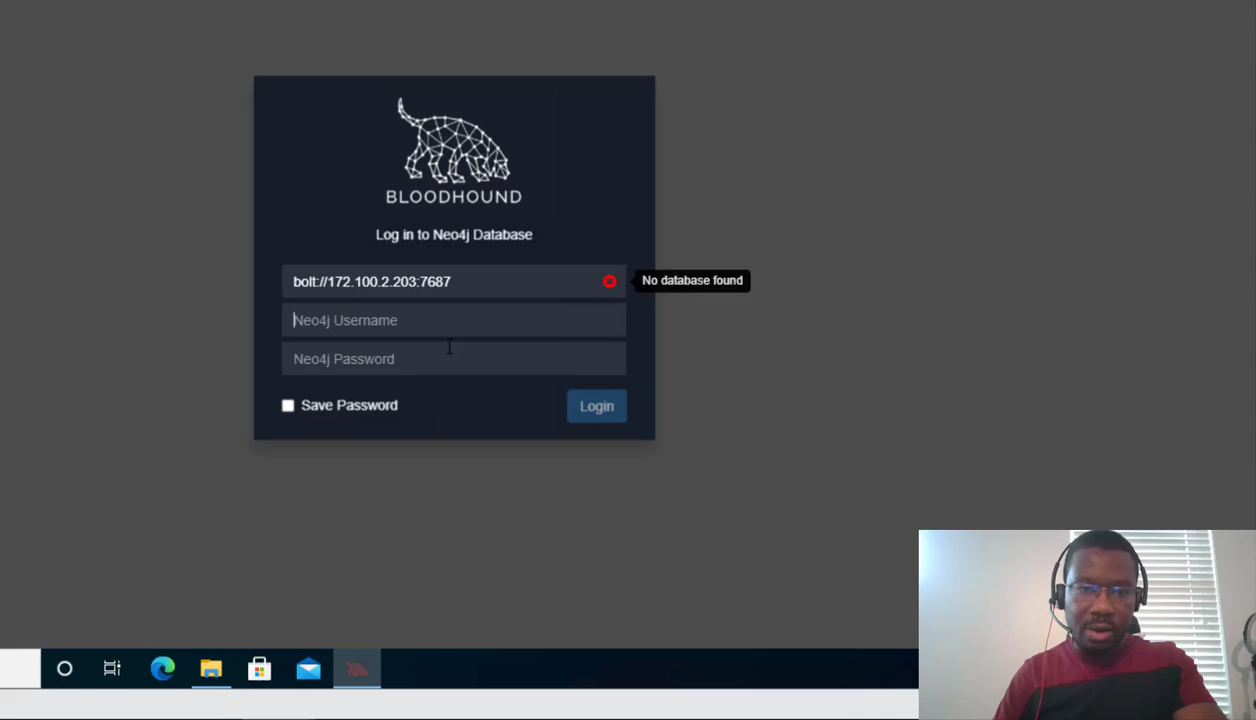 BLOODHOUND
Log in to Neo4j Database
bolt://172.100.2.203:7687
No database found
Neo4j Username
Neo4j Password
Save Password
Login